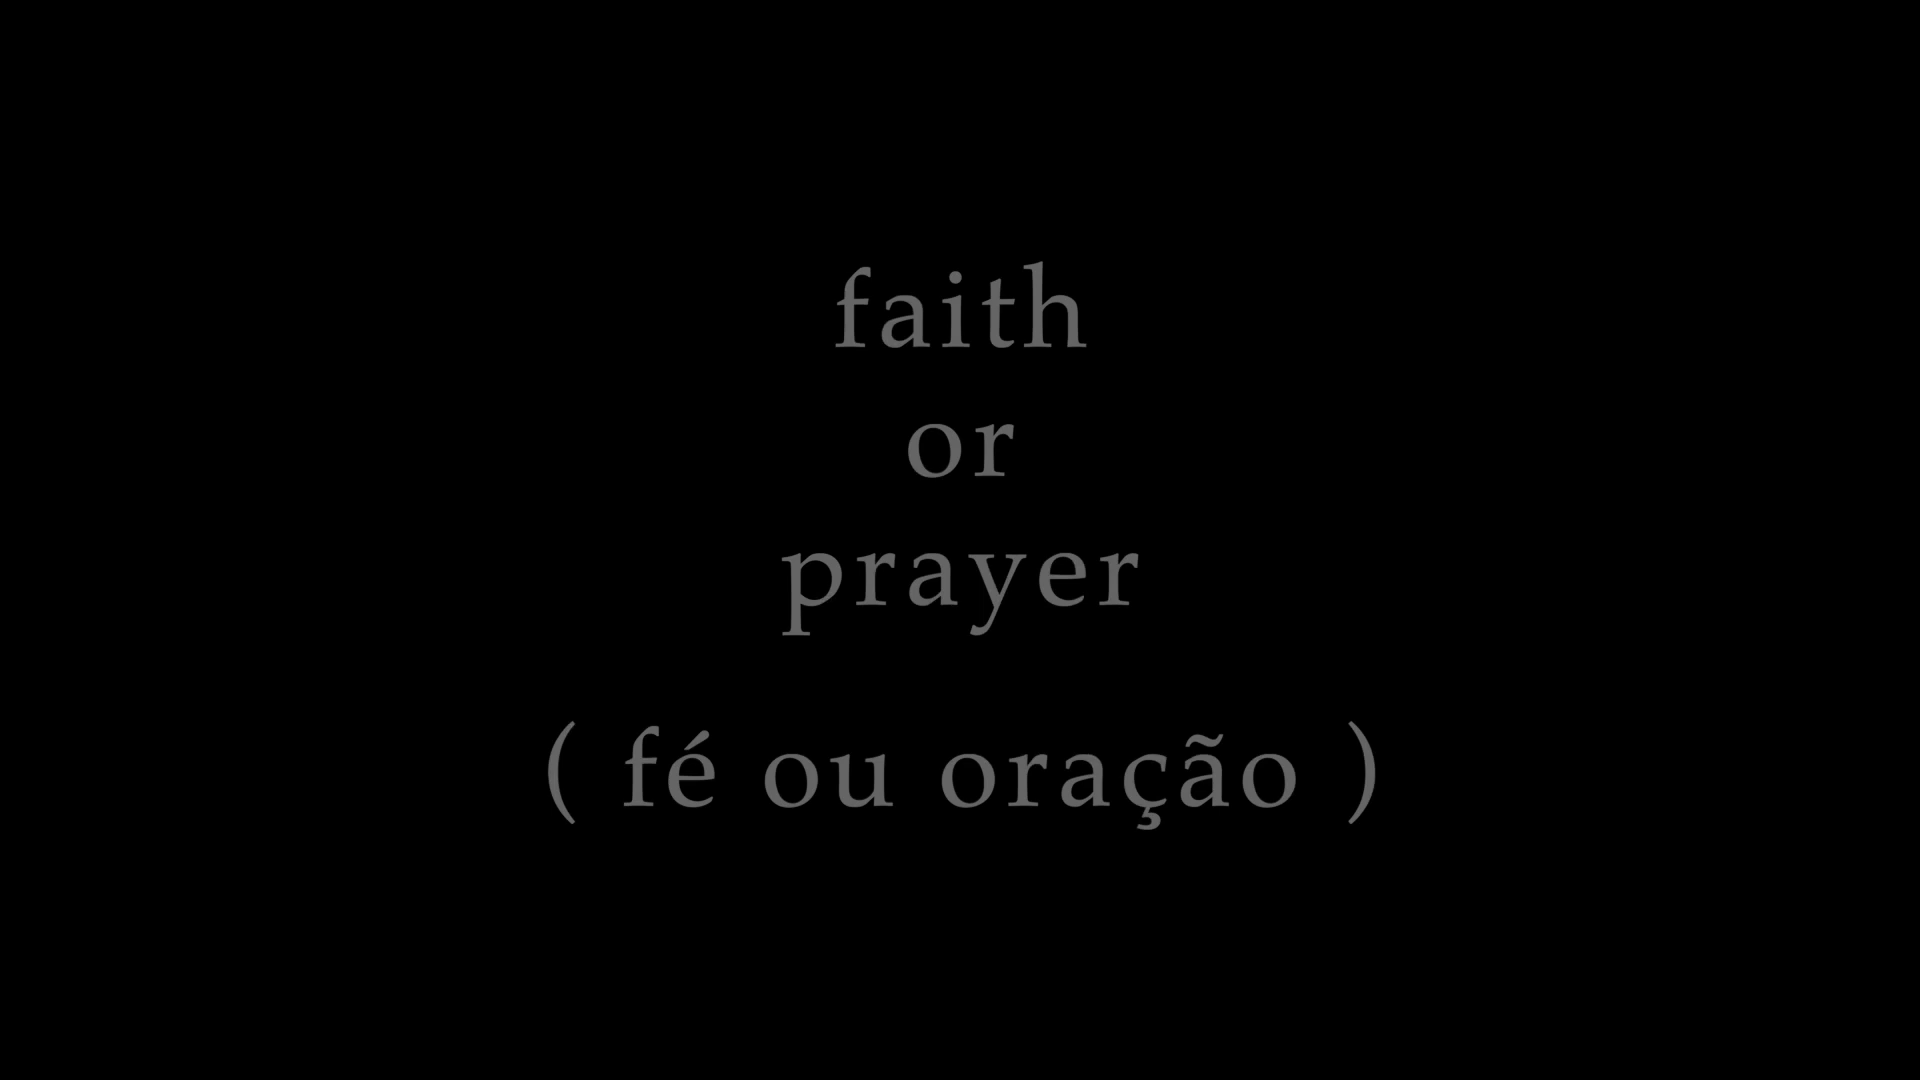 faith
or
prayer
( fé ou oração )